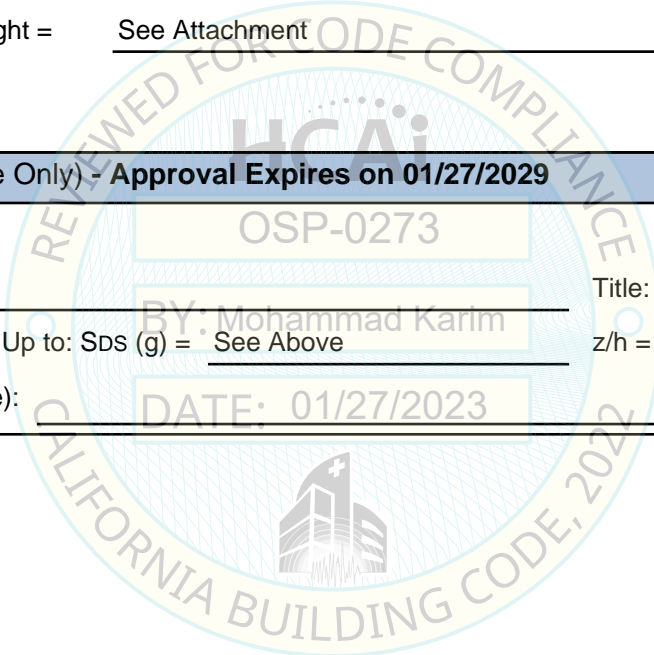 ght = See Attachment
REVIEWED FOR CODE COMPLIANCE
HCAi
Only) - Approval Expires on 01/27/2029
OSP-0273
Title:
BY: Mohammad Karim
Up to: SDS (g) = See Above z/h =
DATE: 01/27/2023
e):
CALIFORNIA BUILDING CODE, 2022